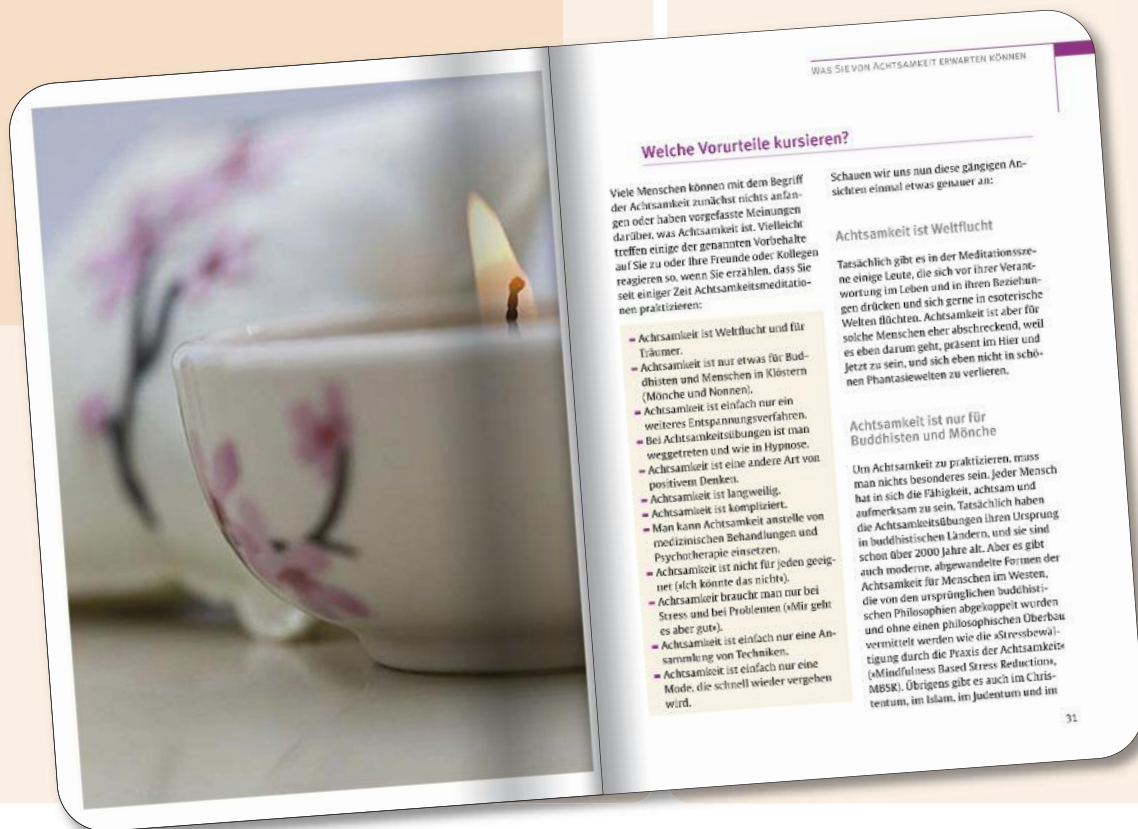 WAS SIE VON ACHTSAMKEIT ERWARTEN KÖNNEN
Welche Vorurteile kursieren?
Viele Menschen können mit dem Begriff
der Achtsamkeit zunächst nichts anfan-
gen oder haben vorgefasste Meinungen
darüber, was Achtsamkeit ist. Vielleicht
treffen einige der genannten Vorbehalte
auf Sie zu oder Ihre Freunde oder Kollegen
reagieren so, wenn Sie erzählen, dass Sie
seit einiger Zeit Achtsamkeitsmeditatio-
nen praktizieren:
– Achtsamkeit ist Weltflucht und für
Träumer.
– Achtsamkeit ist nur etwas für Bud-
dhisten und Menschen in Klöstern
(Mönche und Nonnen).
– Achtsamkeit ist einfach nur ein
weiteres Entspannungsverfahren.
– Bei Achtsamkeitsübungen ist man
weggetreten und wie in Hypnose.
– Achtsamkeit ist eine andere Art von
positivem Denken.
– Achtsamkeit ist langweilig.
– Achtsamkeit ist kompliziert.
– Man kann Achtsamkeit anstelle von
medizinischen Behandlungen und
Psychotherapie einsetzen.
– Achtsamkeit ist nicht für jeden geeig-
net (»Ich könnte das nicht«).
– Achtsamkeit braucht man nur bei
Stress und bei Problemen (»Mir geht
es aber gut«).
– Achtsamkeit ist einfach nur eine An-
sammlung von Techniken.
– Achtsamkeit ist einfach nur eine
Mode, die schnell wieder vergehen
wird.
Schauen wir uns nun diese gängigen An-
sichten einmal etwas genauer an:
Achtsamkeit ist Weltflucht
Tatsächlich gibt es in der Meditationssze-
ne einige Leute, die sich vor ihrer Verant-
wortung im Leben und in ihren Beziehun-
gen drücken und sich gerne in esoterische
Welten flüchten. Achtsamkeit ist aber für
solche Menschen eher abschreckend, weil
es eben darum geht, präsent im Hier und
Jetzt zu sein, und sich eben nicht in schö-
nen Phantasiewelten zu verlieren.
Achtsamkeit ist nur für
Buddhisten und Mönche
Um Achtsamkeit zu praktizieren, muss
man nichts besonderes sein. Jeder Mensch
hat in sich die Fähigkeit, achtsam und
aufmerksam zu sein. Tatsächlich haben
die Achtsamkeitsübungen ihren Ursprung
in buddhistischen Ländern, und sie sind
schon über 2000 Jahre alt. Aber es gibt
auch moderne, abgewandelte Formen der
Achtsamkeit für Menschen im Westen,
die von den ursprünglichen buddhisti-
schen Philosophien abgekoppelt wurden
und ohne einen philosophischen Überbau
vermittelt werden wie die »Stressbewäl-
tigung durch die Praxis der Achtsamkeit«
(»Mindfulness Based Stress Reduction«,
MBSR). Übrigens gibt es auch im Chris-
tentum, im Islam, im Judentum und im
31